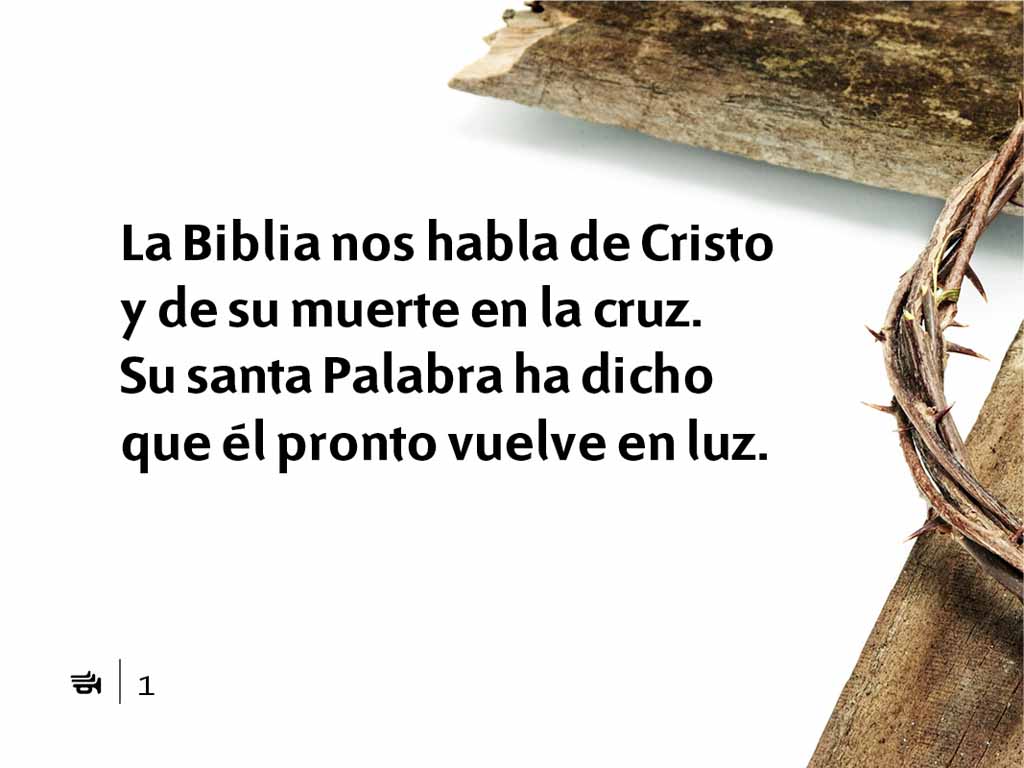 La Biblia nos habla de Cristo
y de su muerte en la cruz.
Su santa Palabra ha dicho
que él pronto vuelve en luz.
1